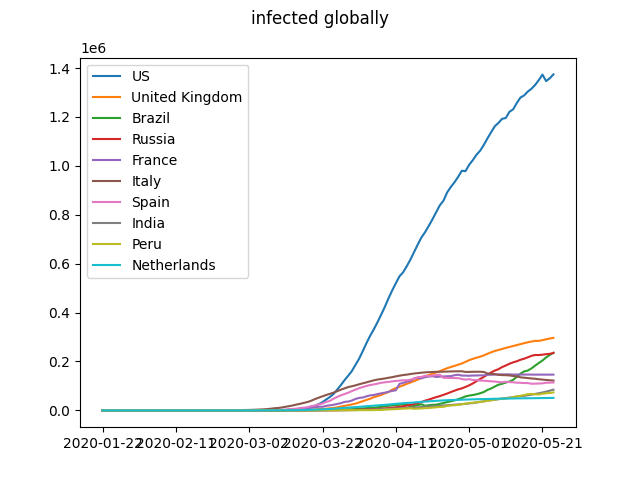 infected globally
1e6
1.4
1.2
1.0
0.8
0.6
0.4
0.2
0.0
US
United Kingdom
Brazil
Russia
France
Italy
Spain
India
Peru
Netherlands
2020-01-22 2020-02-11 2020-03-02 2020-03-22 2020-04-11 2020-05-01 2020-05-21